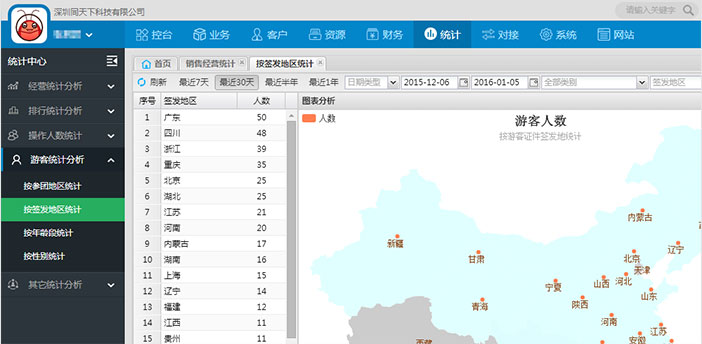 深圳同天下科技有限公司
请输入关键字
控台 业务 客户 资源 财务 统计 对接 系统 网站
统计中心
首页 销售经营统计 × 按签发地区统计 ×
刷新 最近7天 最近30天 最近半年 最近1年 日期类型 2015-12-06 2016-01-05 全部类别 签发地区
经营统计分析
排行统计分析
操作人数统计
游客统计分析
按参团地区统计
按签发地区统计
按年龄段统计
按性别统计
其它统计分析
序号 签发地区 人数
1 广东 50
2 四川 48
3 浙江 39
4 重庆 35
5 北京 25
6 湖北 25
7 江苏 21
8 河南 20
9 内蒙古 17
10 湖南 16
11 上海 15
12 辽宁 14
13 福建 12
14 江西 11
15 贵州 11
图表分析
人数
游客人数
按游客证件签发地统计
内蒙古
新疆
辽宁
甘肃
北京
天津
宁夏
山西
河北
山东
青海
陕西
河南
江苏
安徽
西藏